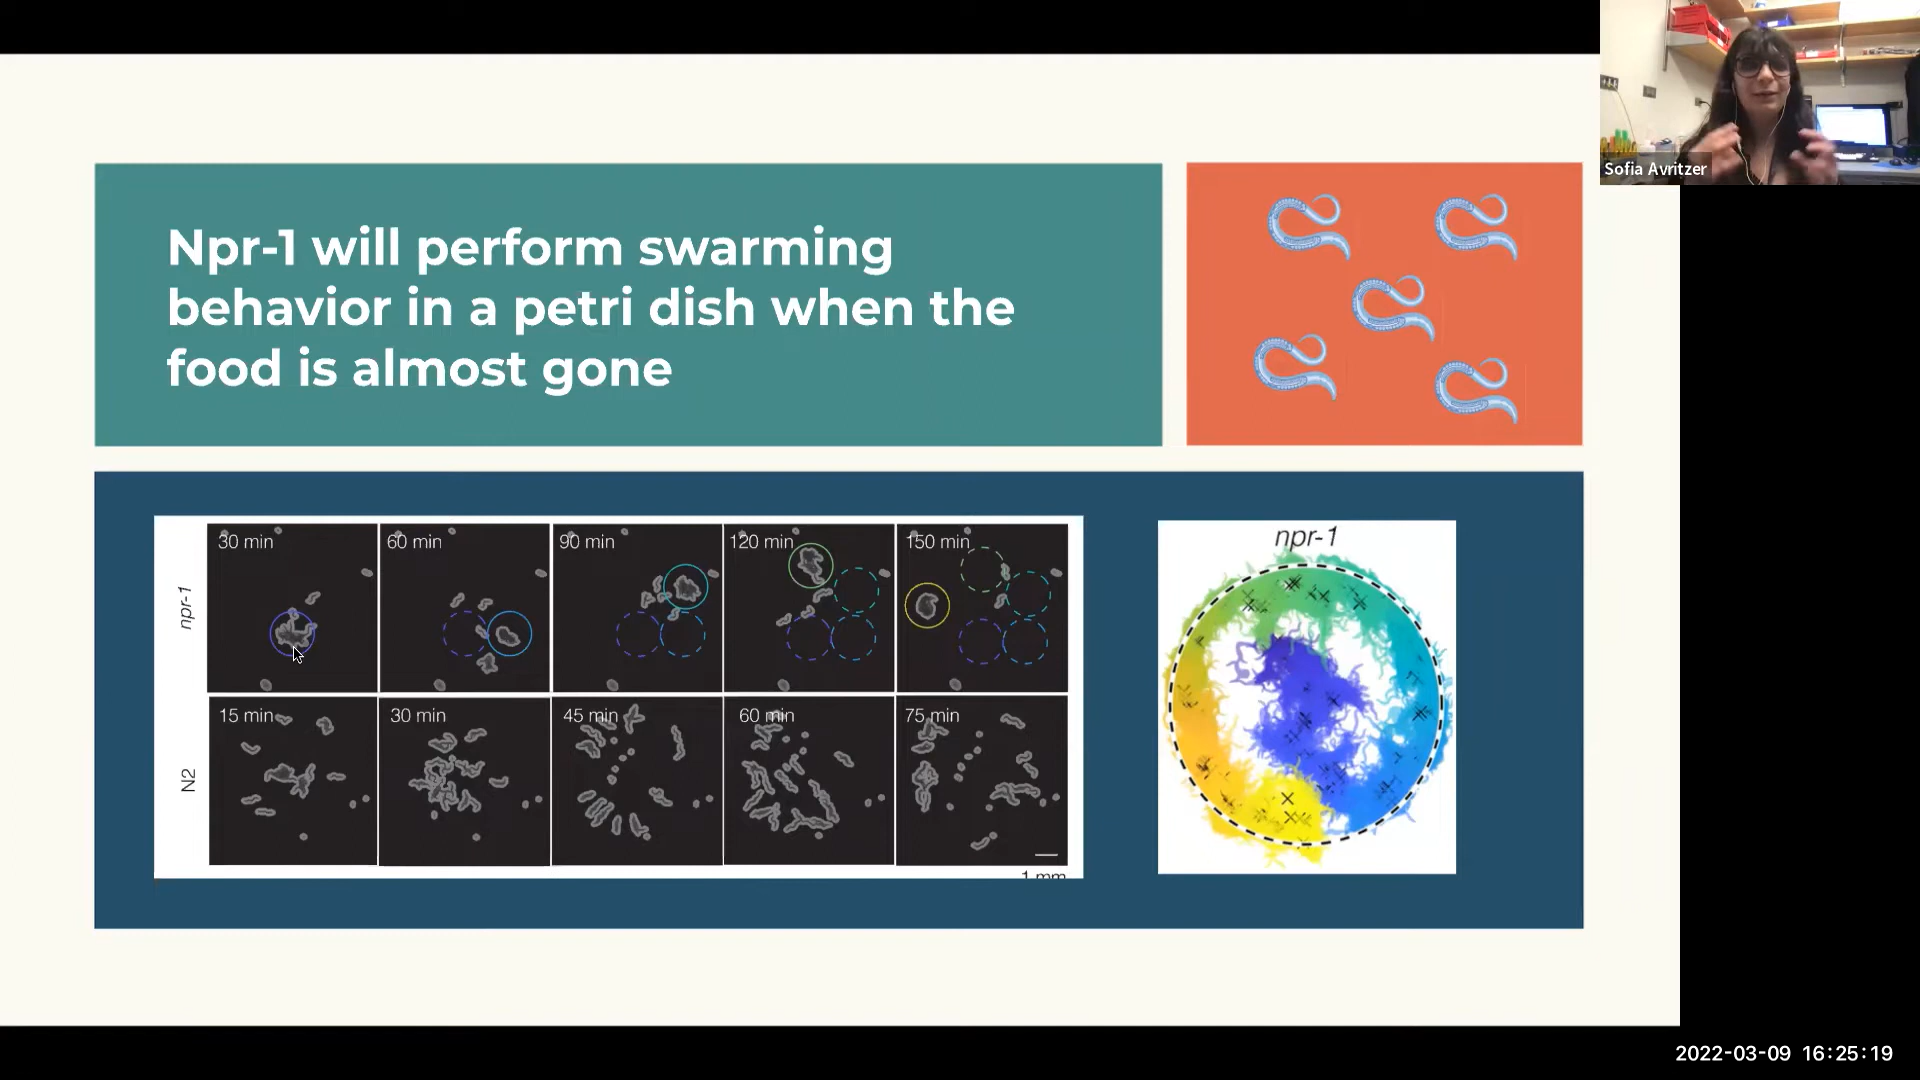 Sofia Avritzer
Npr-1 will perform swarming
behavior in a petri dish when the
food is almost gone
npr-1
30 min
60 min
90 min
120 min
150 min
N2
15 min
30 min
45 min
60 min
75 min
1 mm
npr-1
2022-03-09 16:25:19